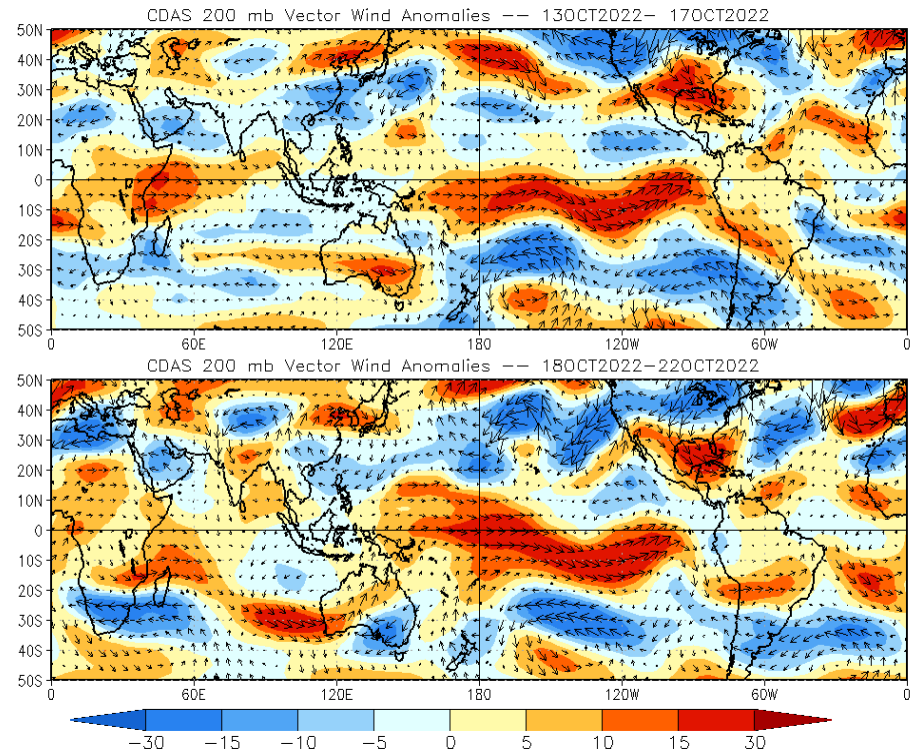 CDAS 200 mb Vector Wind Anomalies -- 13OCT2022- 17OCT2022
50N
40N
30N
20N
10N
0
10S
20S
30S
40S
50S
0 60E 120E 180 120W 60W 0
CDAS 200 mb Vector Wind Anomalies -- 18OCT2022-22OCT2022
50N
40N
30N
20N
10N
0
10S
20S
30S
40S
50S
0 60E 120E 180 120W 60W 0
-30 -15 -10 -5 0 5 10 15 30